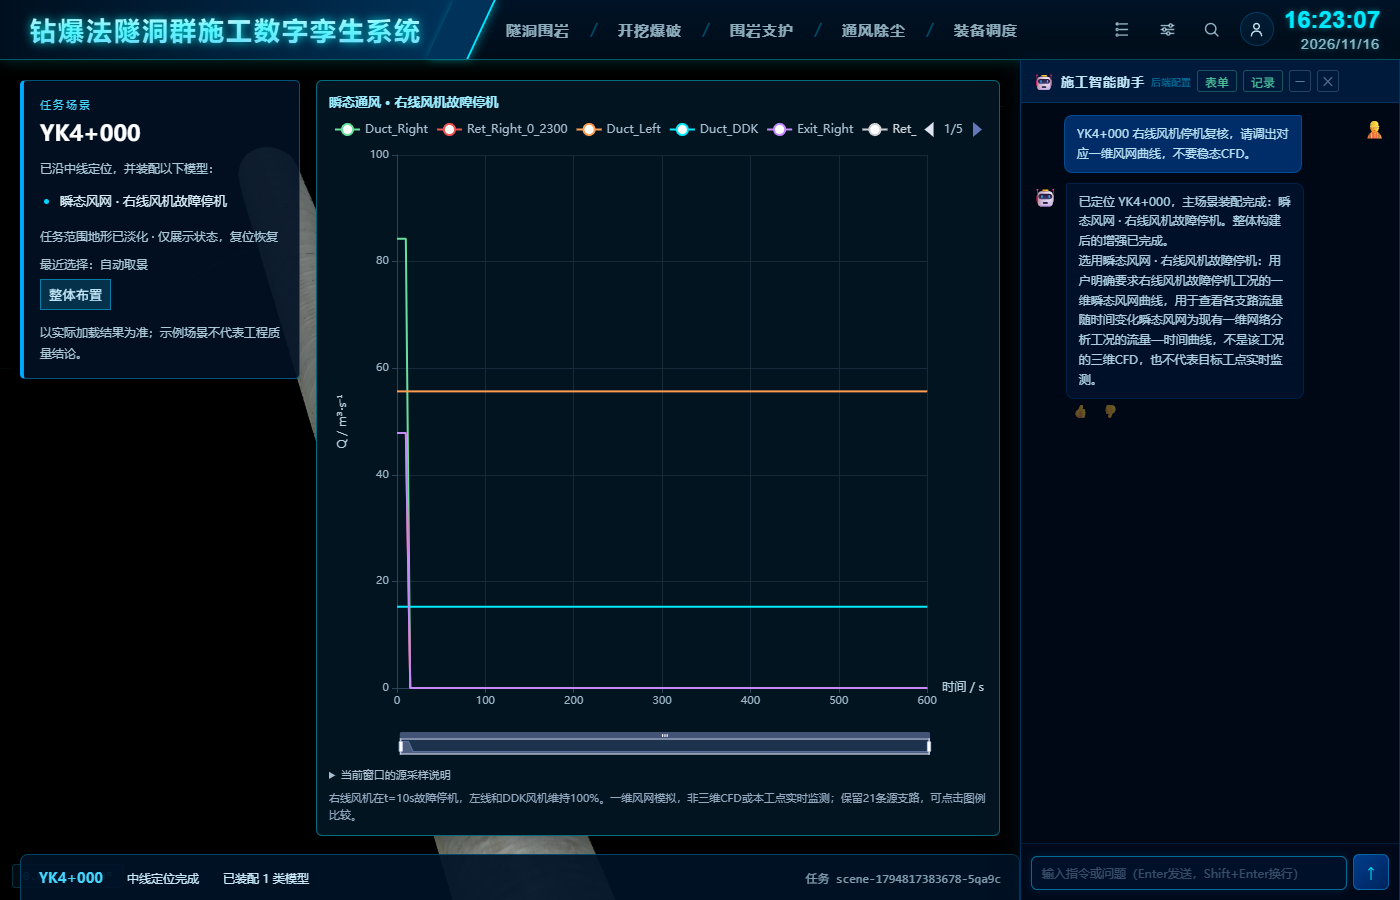 钻爆法隧洞群施工数字孪生系统
隧洞围岩 / 开挖爆破 / 围岩支护 / 通风除尘 / 装备调度
16:23:07
2026/11/16
任务场景
YK4+000
已沿中线定位，并装配以下模型：
瞬态风网 · 右线风机故障停机
任务范围地形已淡化 · 仅展示状态，复位恢复
最近选择：自动取景
整体布置
以实际加载结果为准；示例场景不代表工程质
量结论。
瞬态通风 • 右线风机故障停机
Duct_Right Ret_Right_0_2300 Duct_Left Duct_DDK Exit_Right Ret_ 1/5
100
80
60
40
20
0
Q / m³·s⁻¹
0 100 200 300 400 500 600
时间 / s
▶ 当前窗口的源采样说明
右线风机在t=10s故障停机，左线和DDK风机维持100%。一维风网模拟，非三维CFD或本工点实时监测；保留21条源支路，可点击图例
比较。
YK4+000 中线定位完成 已装配 1 类模型
任务 scene-1794817383678-5qa9c
施工智能助手 后端配置 表单 记录
YK4+000 右线风机停机复核，请调出对
应一维风网曲线，不要稳态CFD。
已定位 YK4+000，主场景装配完成：瞬
态风网 · 右线风机故障停机。整体构建
后的增强已完成。
选用瞬态风网 · 右线风机故障停机：用
户明确要求右线风机故障停机工况的一
维瞬态风网曲线，用于查看各支路流量
随时间变化瞬态风网为现有一维网络分
析工况的流量—时间曲线，不是该工况
的三维CFD，也不代表目标工点实时监
测。
输入指令或问题（Enter发送，Shift+Enter换行）